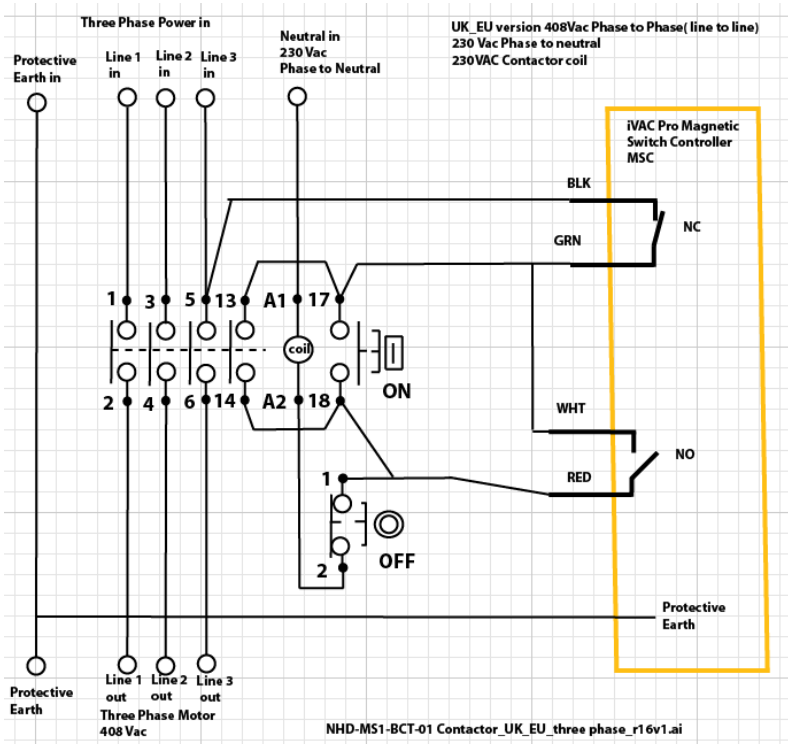 Three Phase Power in
UK_EU version 408Vac Phase to Phase( line to line)
230 Vac Phase to neutral
230VAC Contactor coil
Neutral in
230 Vac
Phase to Neutral
Protective
Earth in
Line 1
in
Line 2
in
Line 3
in
iVAC Pro Magnetic
Switch Controller
MSC
BLK
NC
GRN
1
3
5
13
A1
17
coil
ON
2
4
6
14
A2
18
WHT
NO
RED
1
OFF
2
Protective
Earth
Protective
Earth
Line 1
out
Line 2
out
Line 3
out
Three Phase Motor
408 Vac
NHD-MS1-BCT-01 Contactor_UK_EU_three phase_r16v1.ai